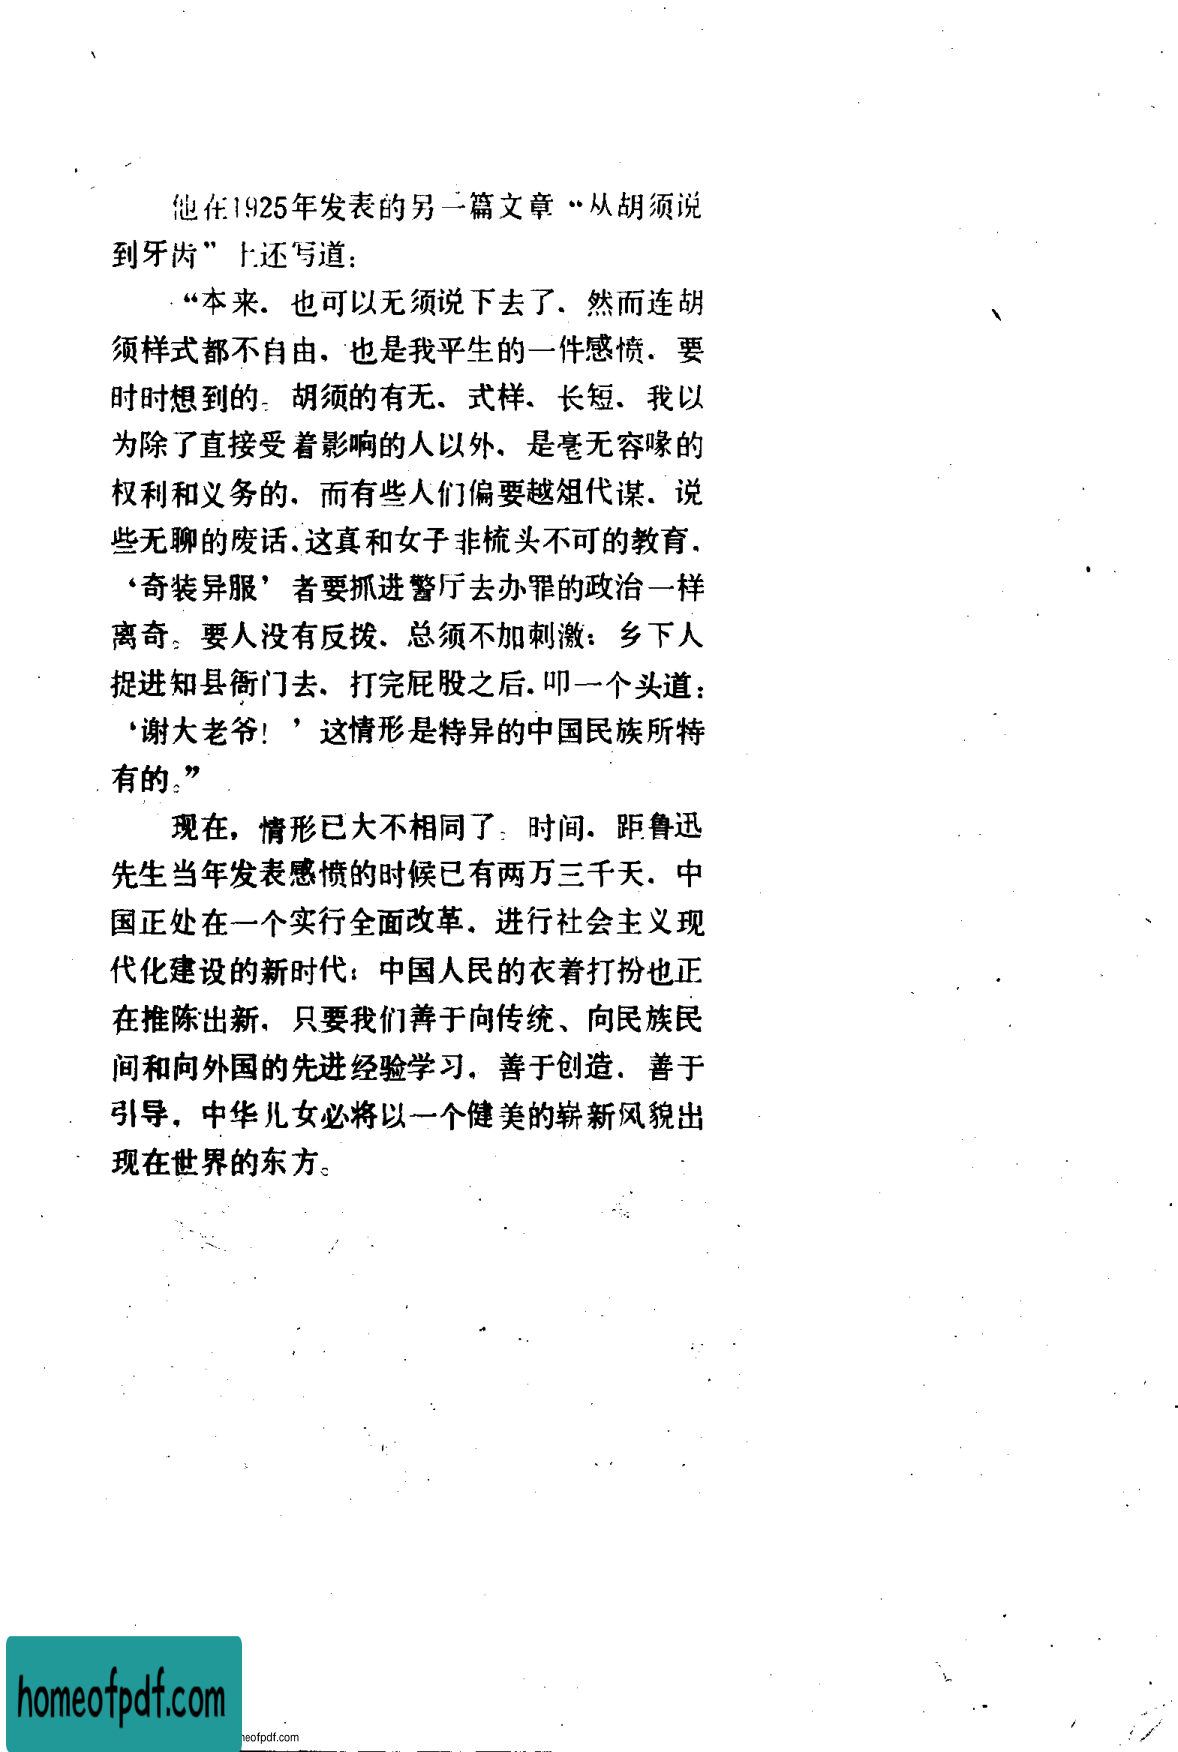 他在1925年发表的另一篇文章“从胡须说
到牙齿”上还写道：
“本来，也可以无须说下去了，然而连胡
须样式都不自由，也是我平生的一件感愤，要
时时想到的。胡须的有无、式样、长短、我以
为除了直接受着影响的人以外，是毫无容喙的
权利和义务的，而有些人们偏要越俎代谋，说
些无聊的废话，这真和女子非梳头不可的教育，
‘奇装异服’者要抓进警厅去办罪的政治一样
离奇。要人没有反拨，总须不加刺激；乡下人
捉进知县衙门去，打完屁股之后，叩一个头道：
‘谢大老爷！’这情形是特异的中国民族所特
有的。”
现在，情形已大不相同了。时间，距鲁迅
先生当年发表感愤的时候已有两万三千天，中
国正处在一个实行全面改革，进行社会主义现
代化建设的新时代；中国人民的衣着打扮也正
在推陈出新，只要我们善于向传统、向民族民
间和向外国的先进经验学习，善于创造，善于
引导，中华儿女必将以一个健美的崭新风貌出
现在世界的东方。
homeofpdf.com
neofpdf.com